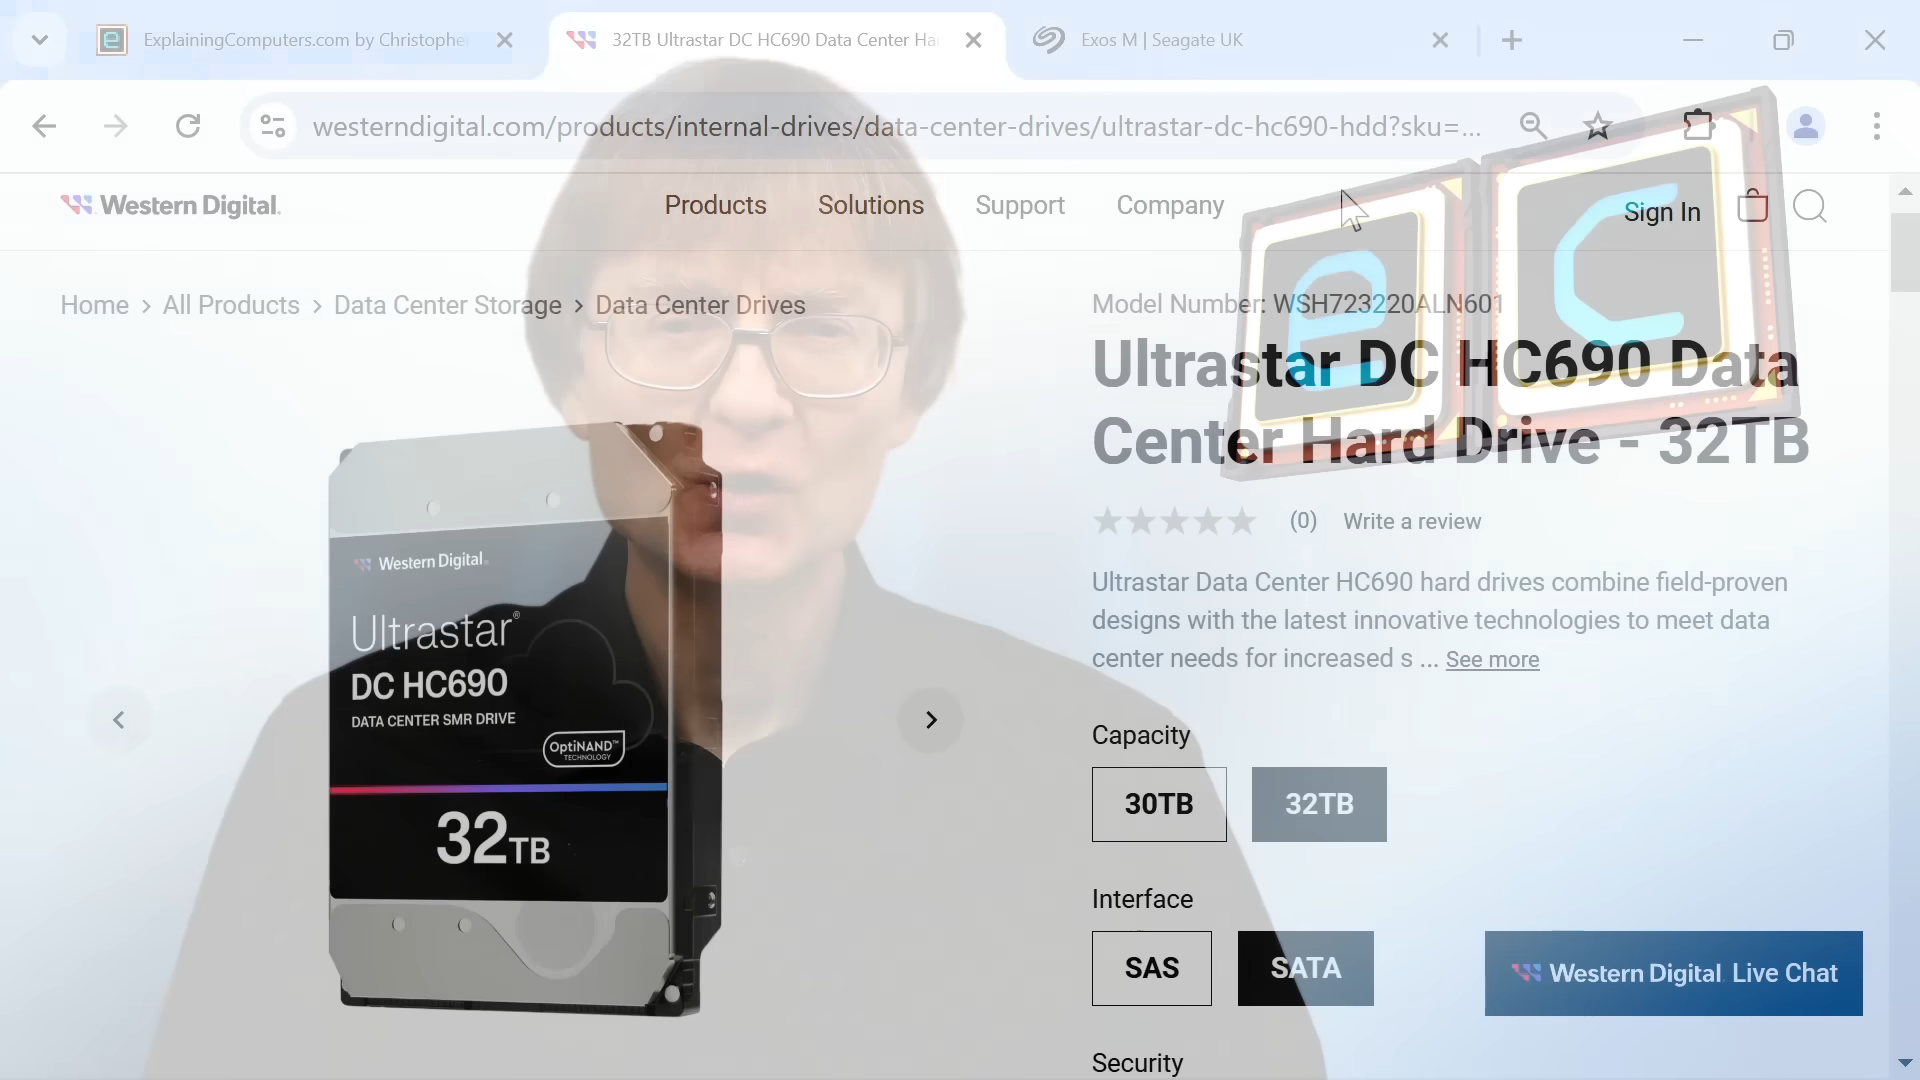 ExplainingComputers.com by Christophe
32TB Ultrastar DC HC690 Data Center Ha
Exos M | Seagate UK
westerndigital.com/products/internal-drives/data-center-drives/ultrastar-dc-hc690-hdd?sku=...
Western Digital.
Products
Solutions
Support
Company
Sign In
Home > All Products > Data Center Storage > Data Center Drives
e C
Model Number: WSH723220ALN601
Ultrastar DC HC690 Data
Center Hard Drive - 32TB
(0) Write a review
Ultrastar Data Center HC690 hard drives combine field-proven
designs with the latest innovative technologies to meet data
center needs for increased s ... See more
Western Digital.
Ultrastar®
DC HC690
DATA CENTER SMR DRIVE
OptiNAND™
TECHNOLOGY
32TB
Capacity
30TB
32TB
Interface
SAS
SATA
Western Digital. Live Chat
Security